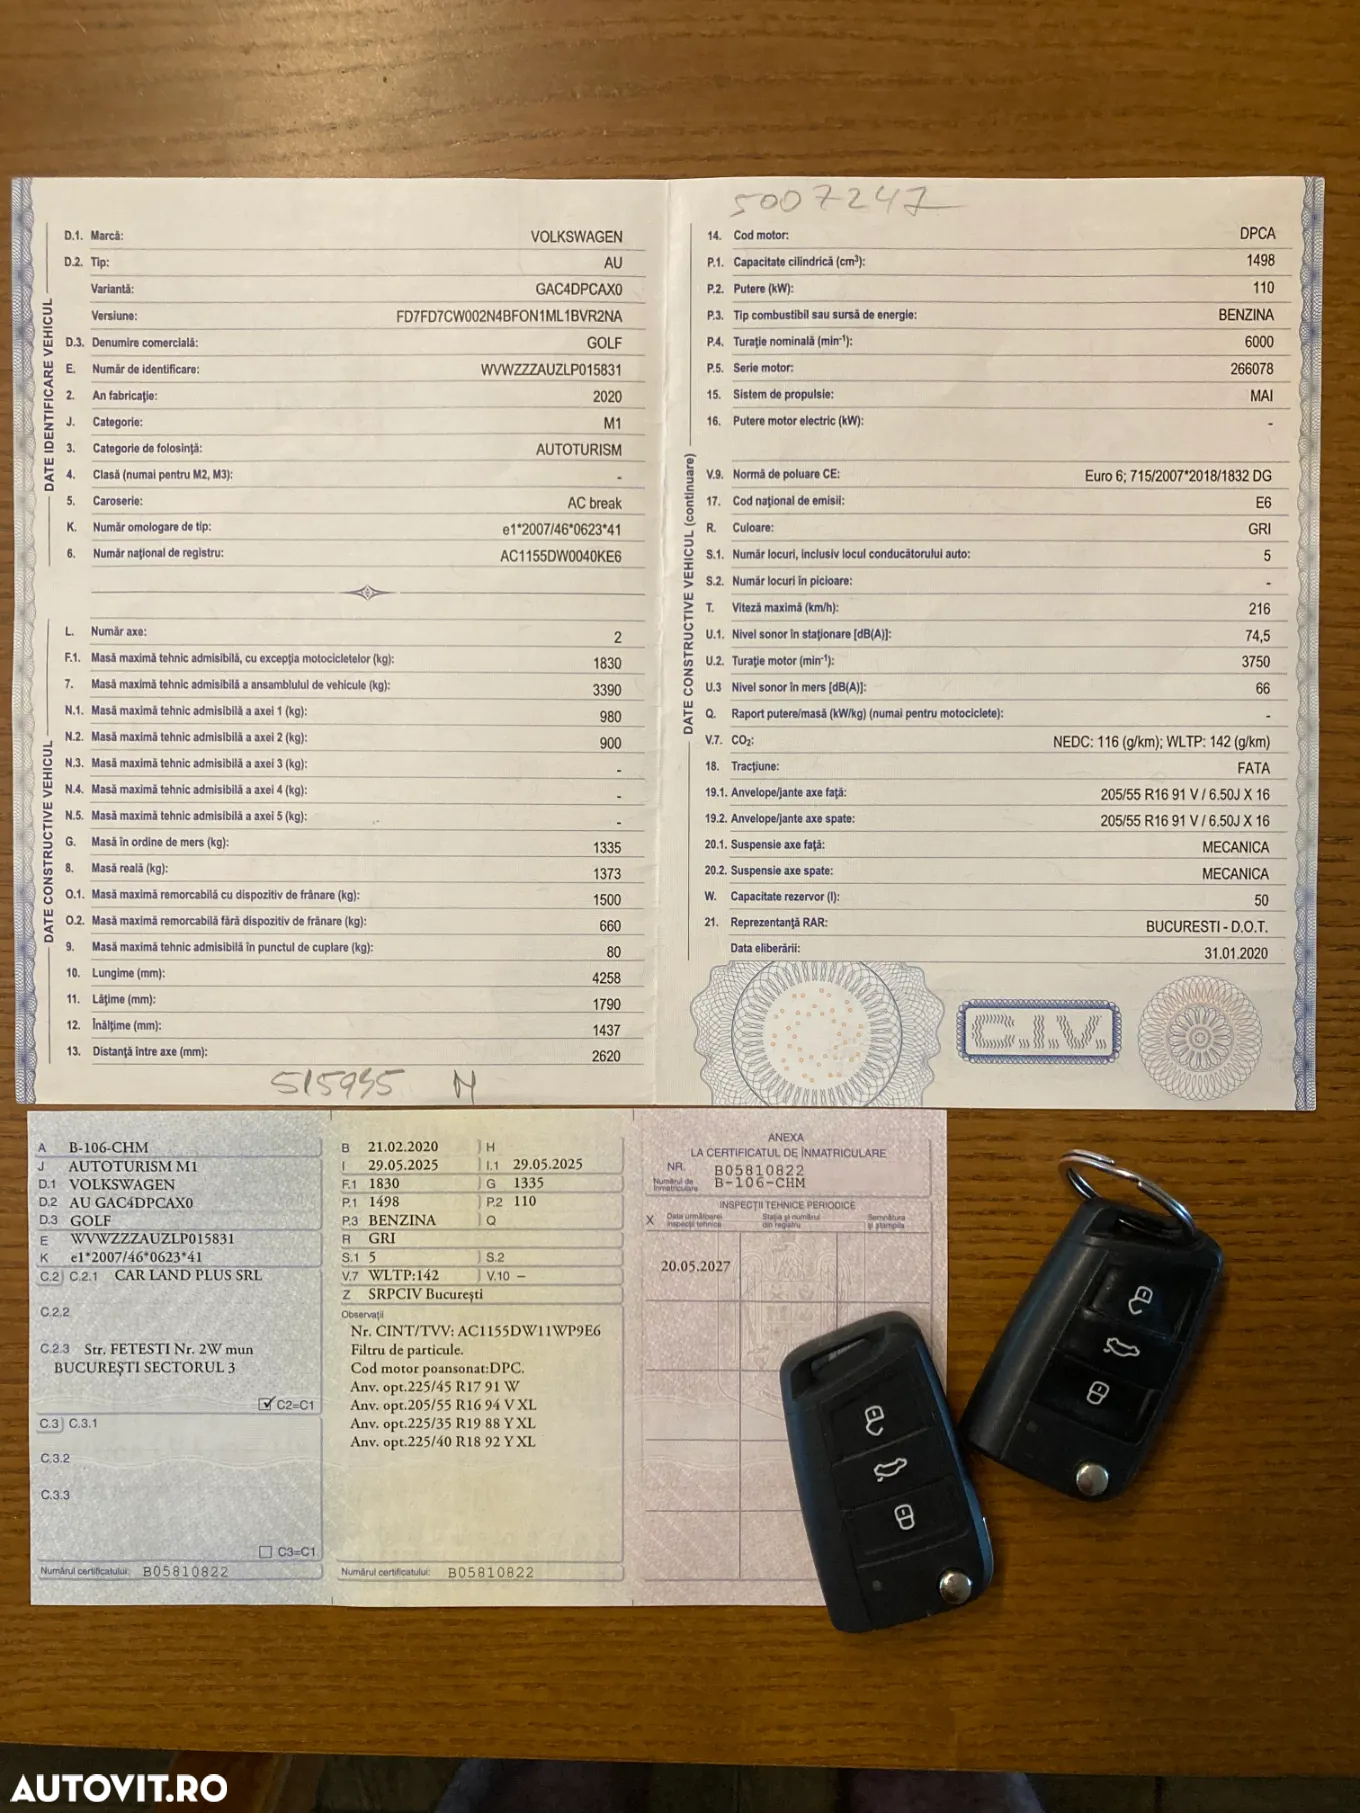 5007247
D.1. Marcă: VOLKSWAGEN
D.2. Tip: AU
Variantă: GAC4DPCAX0
Versiune: FD7FD7CW002N4BFON1ML1BVR2NA
D.3. Denumire comercială: GOLF
E. Număr de identificare: WVWZZZAUZLP015831
2. An fabricație: 2020
J. Categorie: M1
3. Categorie de folosință: AUTOTURISM
4. Clasă (numai pentru M2, M3): -
5. Caroserie: AC break
K. Număr omologare de tip: e1*2007/46*0623*41
6. Număr național de registru: AC1155DW0040KE6
DATE IDENTIFICARE VEHICUL
L. Număr axe: 2
F.1. Masă maximă tehnic admisibilă, cu excepția motocicletelor (kg): 1830
7. Masă maximă tehnic admisibilă a ansamblului de vehicule (kg): 3390
N.1. Masă maximă tehnic admisibilă a axei 1 (kg): 980
N.2. Masă maximă tehnic admisibilă a axei 2 (kg): 900
N.3. Masă maximă tehnic admisibilă a axei 3 (kg): -
N.4. Masă maximă tehnic admisibilă a axei 4 (kg): -
N.5. Masă maximă tehnic admisibilă a axei 5 (kg): -
G. Masă în ordine de mers (kg): 1335
8. Masă reală (kg): 1373
O.1. Masă maximă remorcabilă cu dispozitiv de frânare (kg): 1500
O.2. Masă maximă remorcabilă fără dispozitiv de frânare (kg): 660
9. Masă maximă tehnic admisibilă în punctul de cuplare (kg): 80
10. Lungime (mm): 4258
11. Lățime (mm): 1790
12. Înălțime (mm): 1437
13. Distanță între axe (mm): 2620
DATE CONSTRUCTIVE VEHICUL
515935 N
14. Cod motor: DPCA
P.1. Capacitate cilindrică (cm³): 1498
P.2. Putere (kW): 110
P.3. Tip combustibil sau sursă de energie: BENZINA
P.4. Turație nominală (min⁻¹): 6000
P.5. Serie motor: 266078
15. Sistem de propulsie: MAI
16. Putere motor electric (kW): -
V.9. Normă de poluare CE: Euro 6; 715/2007*2018/1832 DG
17. Cod național de emisii: E6
R. Culoare: GRI
S.1. Număr locuri, inclusiv locul conducătorului auto: 5
S.2. Număr locuri în picioare: -
T. Viteză maximă (km/h): 216
U.1. Nivel sonor în staționare [dB(A)]: 74,5
U.2. Turație motor (min⁻¹): 3750
U.3 Nivel sonor în mers [dB(A)]: 66
Q. Raport putere/masă (kW/kg) (numai pentru motociclete): -
V.7. CO₂: NEDC: 116 (g/km); WLTP: 142 (g/km)
18. Tracțiune: FATA
19.1. Anvelope/jante axe față: 205/55 R16 91 V / 6.50J X 16
19.2. Anvelope/jante axe spate: 205/55 R16 91 V / 6.50J X 16
20.1. Suspensie axe față: MECANICA
20.2. Suspensie axe spate: MECANICA
W. Capacitate rezervor (l): 50
21. Reprezentanță RAR: BUCURESTI - D.O.T.
Data eliberării: 31.01.2020
DATE CONSTRUCTIVE VEHICUL (continuare)
C.I.V.
A B-106-CHM
J AUTOTURISM M1
D.1 VOLKSWAGEN
D.2 AU GAC4DPCAX0
D.3 GOLF
E WVWZZZAUZLP015831
K e1*2007/46*0623*41
C.2 C.2.1 CAR LAND PLUS SRL
C.2.2
C.2.3 Str. FETESTI Nr. 2W mun
BUCUREȘTI SECTORUL 3
C2=C1
C.3 C.3.1
C.3.2
C.3.3
C3=C1
Numărul certificatului: B05810822
B 21.02.2020 H
I 29.05.2025 I.1 29.05.2025
F.1 1830 G 1335
P.1 1498 P.2 110
P.3 BENZINA Q
R GRI
S.1 5 S.2
V.7 WLTP:142 V.10 –
Z SRPCIV București
Observații
Nr. CINT/TVV: AC1155DW11WP9E6
Filtru de particule.
Cod motor poansonat:DPC.
Anv. opt.225/45 R17 91 W
Anv. opt.205/55 R16 94 V XL
Anv. opt.225/35 R19 88 Y XL
Anv. opt.225/40 R18 92 Y XL
Numărul certificatului: B05810822
ANEXA
LA CERTIFICATUL DE ÎNMATRICULARE
NR. B05810822
Numărul de înmatriculare B-106-CHM
INSPECȚII TEHNICE PERIODICE
X Data următoarei inspecții tehnice Stația și numărul din registru Semnătura și ștampila
20.05.2027
AUTOVIT.RO